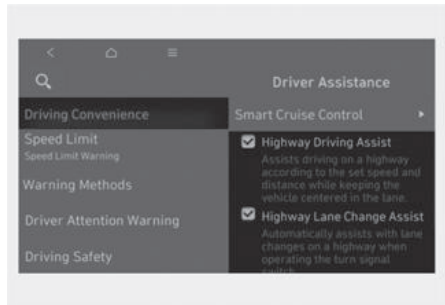 Driver Assistance
Driving Convenience
Speed Limit
Speed Limit Warning
Warning Methods
Driver Attention Warning
Driving Safety
Smart Cruise Control
Highway Driving Assist
Assists driving on a highway
according to the set speed and
distance while keeping the
vehicle centered in the lane.
Highway Lane Change Assist
Automatically assists with lane
changes on a highway when
operating the turn signal
switch.